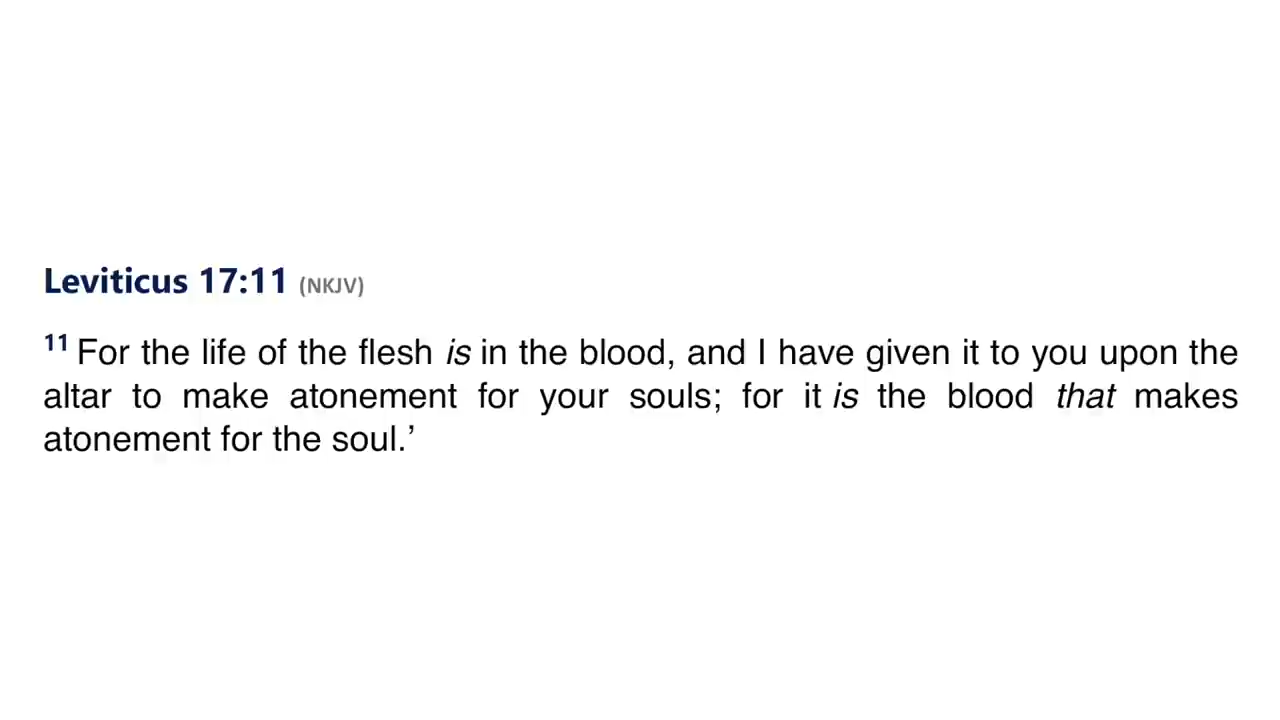 Leviticus 17:11 (NKJV)
11 For the life of the flesh is in the blood, and I have given it to you upon the
altar to make atonement for your souls; for it is the blood that makes
atonement for the soul.’